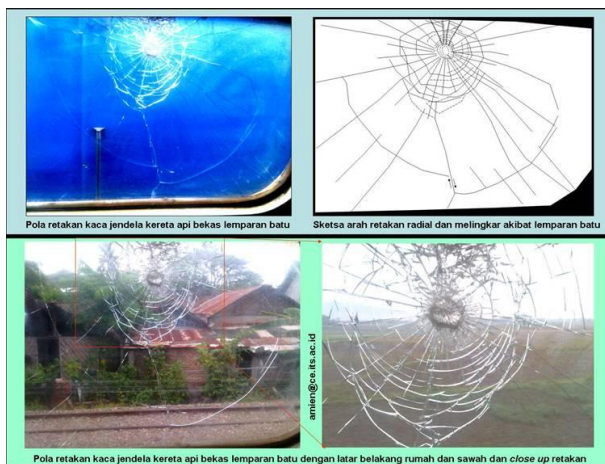 Pola retakan kaca jendela kereta api bekas lemparan batu
Sketsa arah retakan radial dan melingkar akibat lemparan batu
amien@ce.its.ac.id
Pola retakan kaca jendela kereta api bekas lemparan batu dengan latar belakang rumah dan sawah dan close up retakan